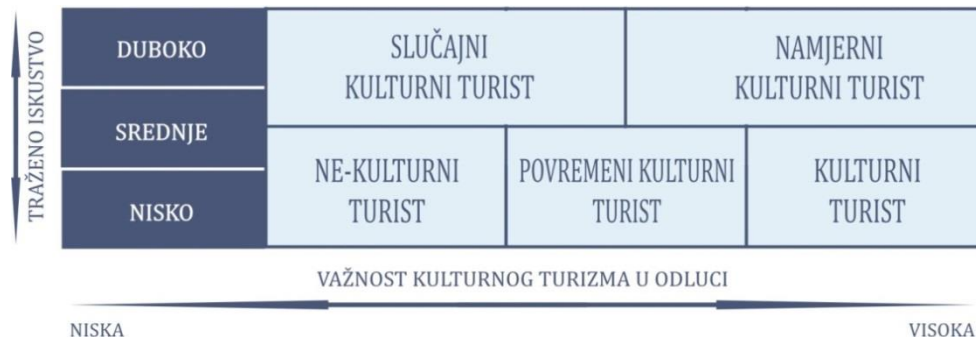 TRAŽENO ISKUSTVO
DUBOKO
SREDNJE
NISKO
SLUČAJNI
KULTURNI TURIST
NAMJERNI
KULTURNI TURIST
NE-KULTURNI
TURIST
POVREMENI KULTURNI
TURIST
KULTURNI
TURIST
VAŽNOST KULTURNOG TURIZMA U ODLUCI
NISKA
VISOKA